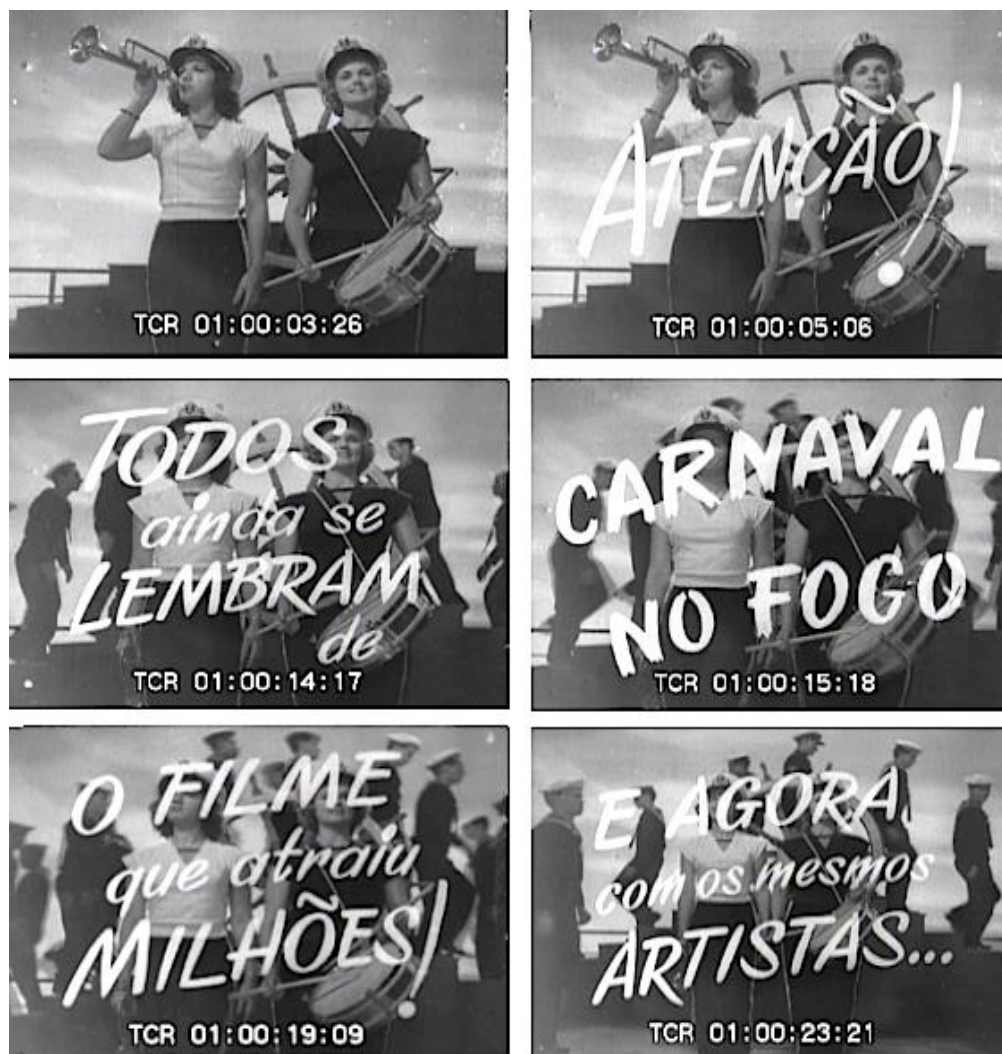 TCR 01:00:03:26
ATENÇÃO!
TCR 01:00:05:06
TODOS
ainda se
LEMBRAM
de
TCR 01:00:14:17
CARNAVAL
NO FOGO
TCR 01:00:15:18
O FILME
que atraiu
MILHÕES!
TCR 01:00:19:09
E AGORA
com os mesmos
ARTISTAS...
TCR 01:00:23:21